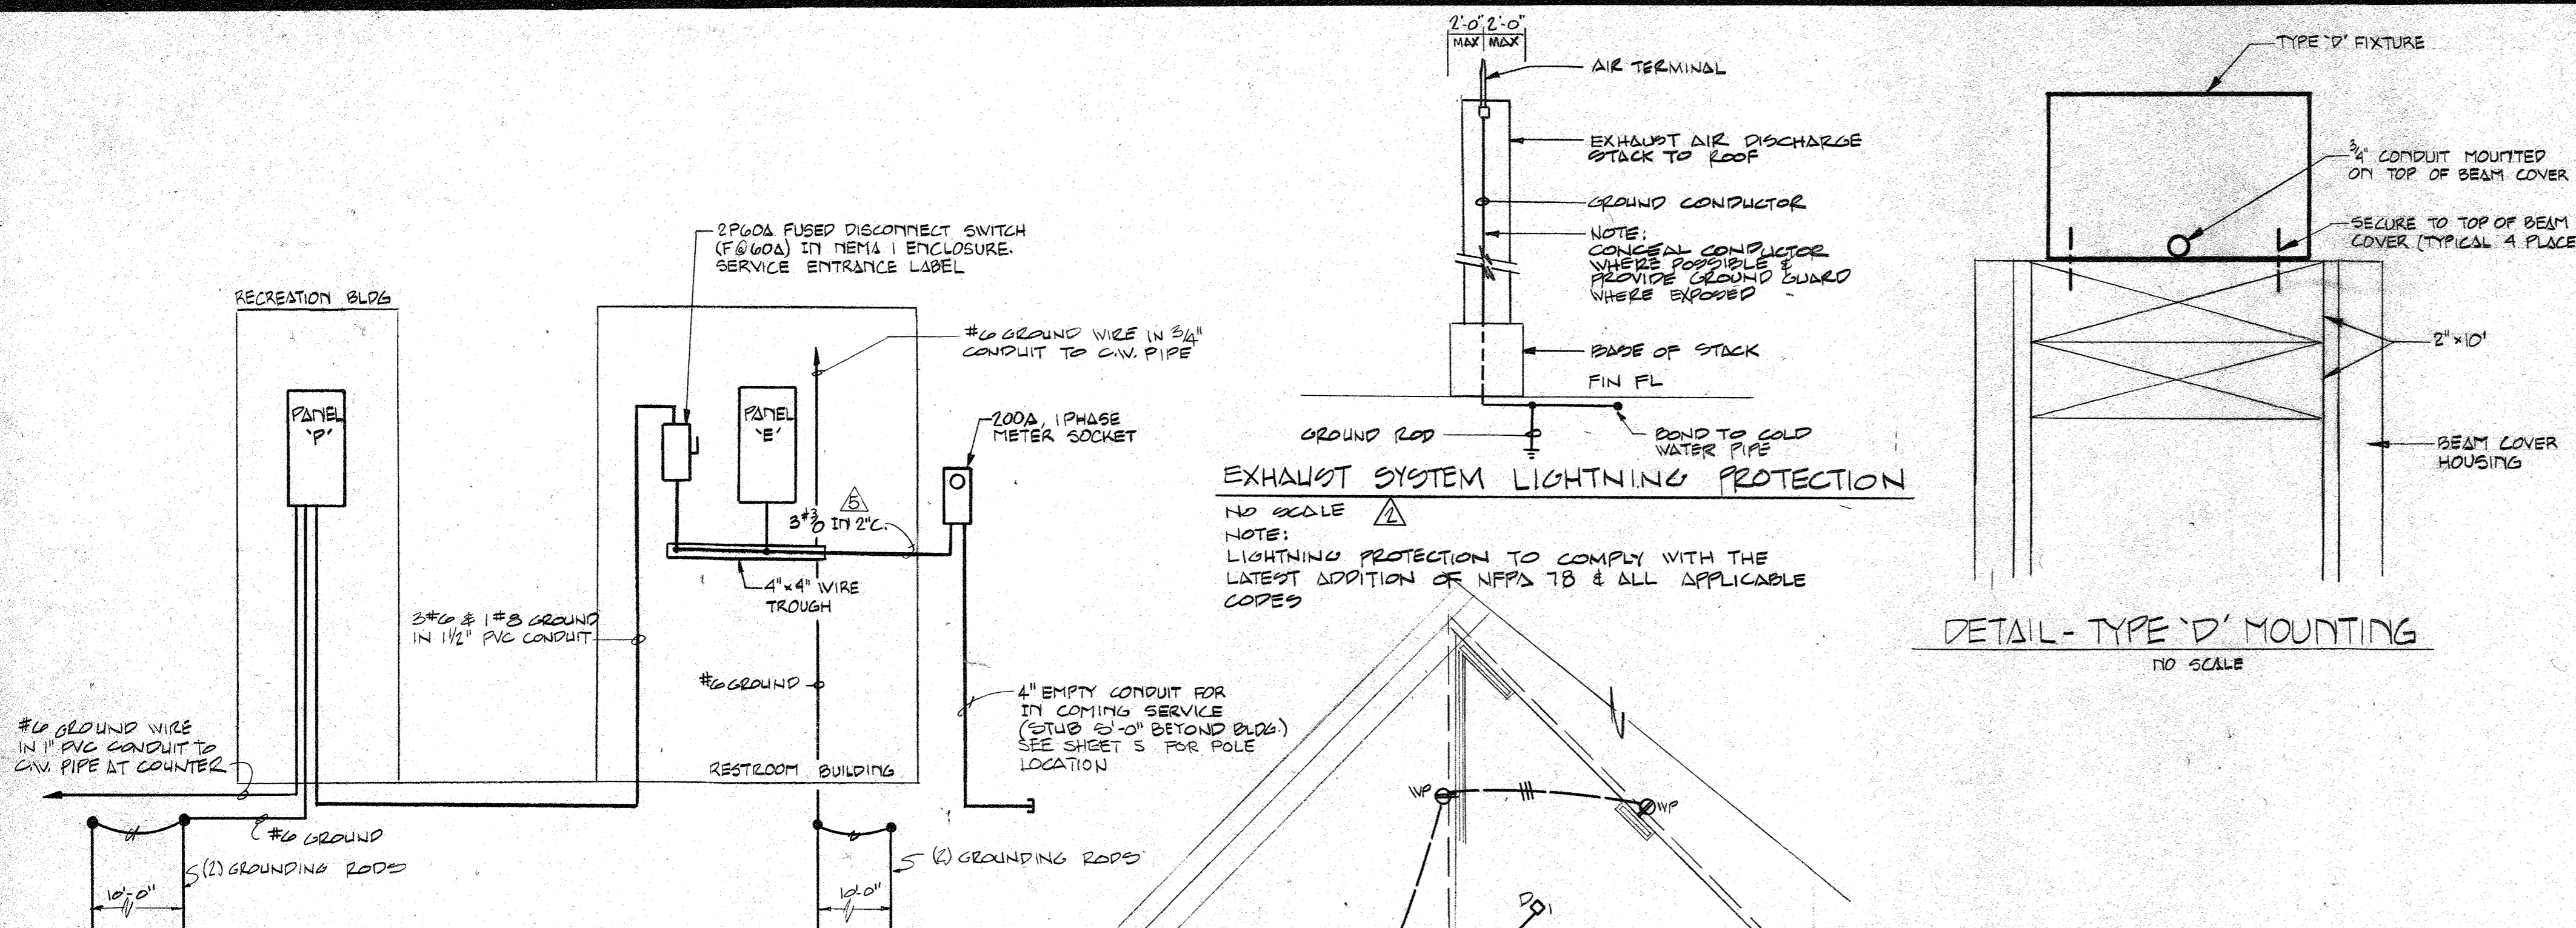 RECREATION BLDG
PANEL
'P'
2P60A FUSED DISCONNECT SWITCH
(F@60A) IN NEMA 1 ENCLOSURE.
SERVICE ENTRANCE LABEL
#6 GROUND WIRE IN 3/4"
CONDUIT TO C.W. PIPE
PANEL
'E'
200A, 1 PHASE
METER SOCKET
5
3#3/0 IN 2"C.
4"x4" WIRE
TROUGH
3#6 & 1#8 GROUND
IN 1 1/2" PVC CONDUIT
#6 GROUND
4" EMPTY CONDUIT FOR
IN COMING SERVICE
(STUB 5'-0" BEYOND BLDG.)
SEE SHEET 5 FOR POLE
LOCATION
#6 GROUND WIRE
IN 1" PVC CONDUIT TO
C.W. PIPE AT COUNTER
RESTROOM BUILDING
#6 GROUND
(2) GROUNDING RODS
10'-0"
(2) GROUNDING RODS
10'-0"
2'-0" 2'-0"
MAX MAX
AIR TERMINAL
EXHAUST AIR DISCHARGE
STACK TO ROOF
GROUND CONDUCTOR
NOTE:
CONCEAL CONDUCTOR
WHERE POSSIBLE &
PROVIDE GROUND GUARD
WHERE EXPOSED
BASE OF STACK
FIN FL
GROUND ROD
BOND TO COLD
WATER PIPE
EXHAUST SYSTEM LIGHTNING PROTECTION
NO SCALE 2
NOTE:
LIGHTNING PROTECTION TO COMPLY WITH THE
LATEST ADDITION OF NFPA 78 & ALL APPLICABLE
CODES
WP
WP
D
1
TYPE 'D' FIXTURE
3/4" CONDUIT MOUNTED
ON TOP OF BEAM COVER
SECURE TO TOP OF BEAM
COVER (TYPICAL 4 PLACE
2"x10'
BEAM COVER
HOUSING
DETAIL - TYPE 'D' MOUNTING
NO SCALE